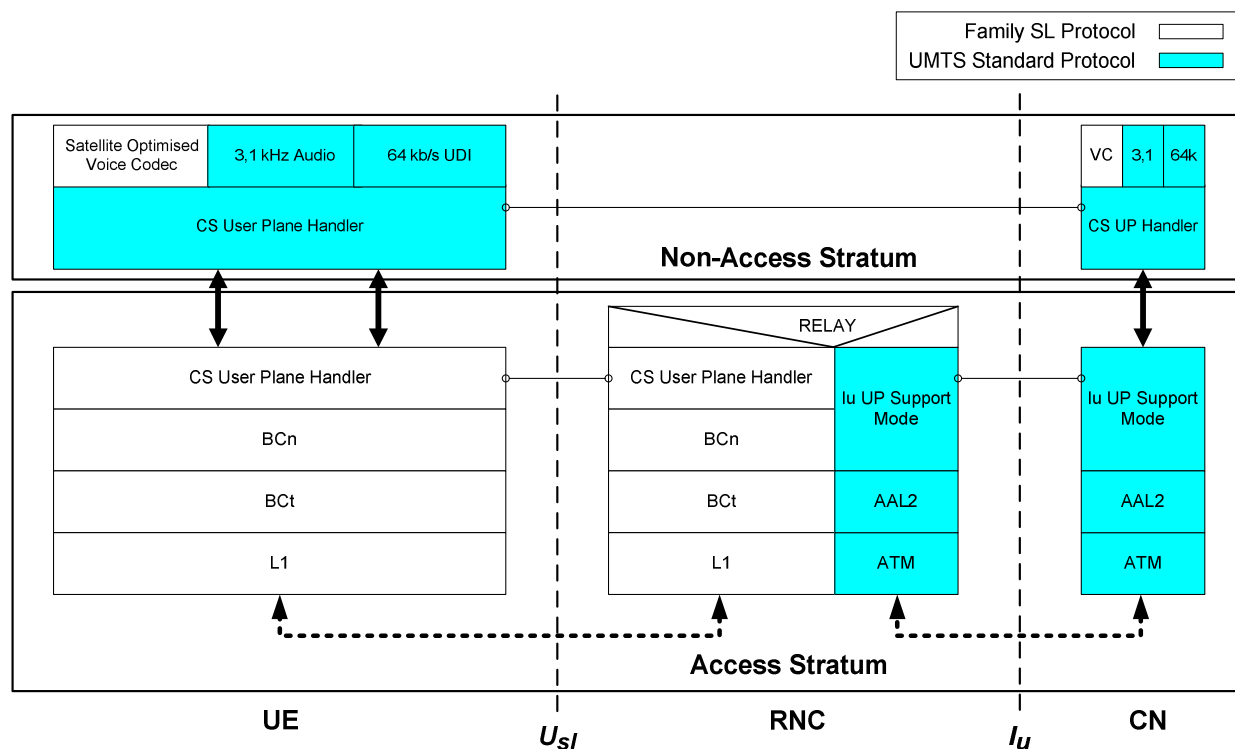 Family SL Protocol
UMTS Standard Protocol
Satellite Optimised
Voice Codec
3,1 kHz Audio
64 kb/s UDI
VC
3,1
64k
CS User Plane Handler
CS UP Handler
Non-Access Stratum
RELAY
CS User Plane Handler
CS User Plane Handler
Iu UP Support
Mode
Iu UP Support
Mode
BCn
BCn
BCt
BCt
AAL2
AAL2
L1
L1
ATM
ATM
Access Stratum
UE
Usl
RNC
Iu
CN